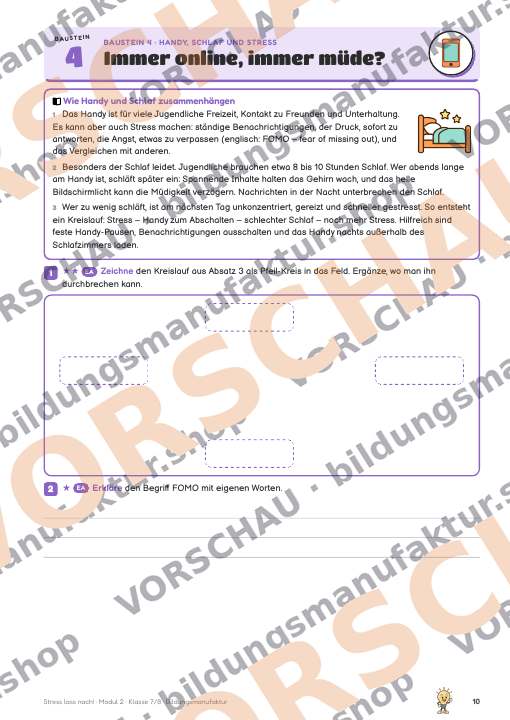 BAUSTEIN
4
BAUSTEIN 4 · HANDY, SCHLAF UND STRESS
Immer online, immer müde?
Wie Handy und Schlaf zusammenhängen
1 Das Handy ist für viele Jugendliche Freizeit, Kontakt zu Freunden und Unterhaltung.
Es kann aber auch Stress machen: ständige Benachrichtigungen, der Druck, sofort zu
antworten, die Angst, etwas zu verpassen (englisch: FOMO – fear of missing out), und
das Vergleichen mit anderen.
2 Besonders der Schlaf leidet. Jugendliche brauchen etwa 8 bis 10 Stunden Schlaf. Wer abends lange
am Handy ist, schläft später ein: Spannende Inhalte halten das Gehirn wach, und das helle
Bildschirmlicht kann die Müdigkeit verzögern. Nachrichten in der Nacht unterbrechen den Schlaf.
3 Wer zu wenig schläft, ist am nächsten Tag unkonzentriert, gereizt und schneller gestresst. So entsteht
ein Kreislauf: Stress – Handy zum Abschalten – schlechter Schlaf – noch mehr Stress. Hilfreich sind
feste Handy-Pausen, Benachrichtigungen ausschalten und das Handy nachts außerhalb des
Schlafzimmers laden.
1 ★ ★ EA Zeichne den Kreislauf aus Absatz 3 als Pfeil-Kreis in das Feld. Ergänze, wo man ihn
durchbrechen kann.
2 ★ EA Erkläre den Begriff FOMO mit eigenen Worten.
Stress lass nach! · Modul 2 · Klasse 7/8 · Bildungsmanufaktur
10
VORSCHAU · bildungsmanufaktur.shop